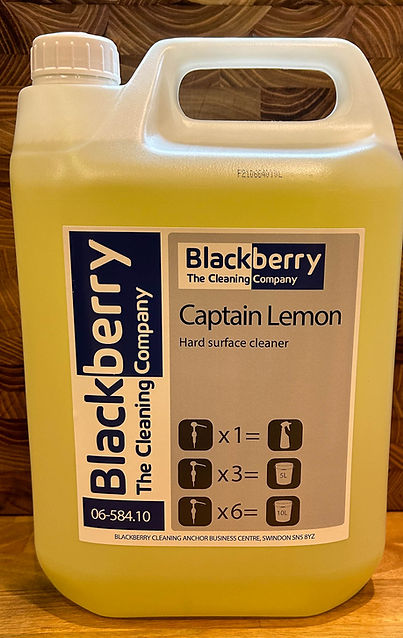 Blackberry
The Cleaning Company
06-584.10
Blackberry
The Cleaning Company
Captain Lemon
Hard surface cleaner
x1=
x3=
5L
x6=
10L
BLACKBERRY CLEANING ANCHOR BUSINESS CENTRE, SWINDON SN5 8YZ